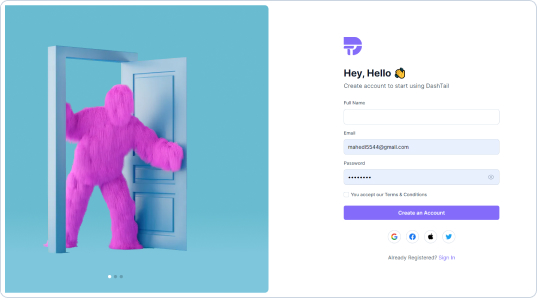 Hey, Hello 👋
Create account to start using DashTail
Full Name
Email
mahedi5544@gmail.com
Password
••••••••
You accept our Terms & Conditions
Create an Account
Already Registered? Sign In